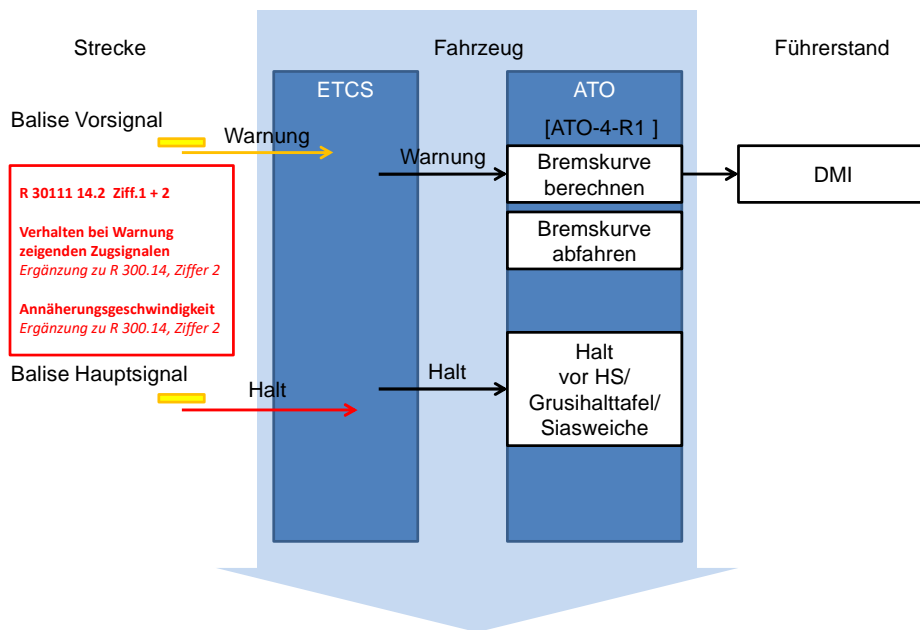 Strecke
Fahrzeug
Führerstand
ETCS
ATO
Balise Vorsignal
Warnung
[ATO-4-R1 ]
Warnung
Bremskurve
berechnen
DMI
R 30111 14.2 Ziff.1 + 2
Verhalten bei Warnung
zeigenden Zugsignalen
Ergänzung zu R 300.14, Ziffer 2
Annäherungsgeschwindigkeit
Ergänzung zu R 300.14, Ziffer 2
Bremskurve
abfahren
Balise Hauptsignal
Halt
Halt
Halt
vor HS/
Grusihalttafel/
Siasweiche